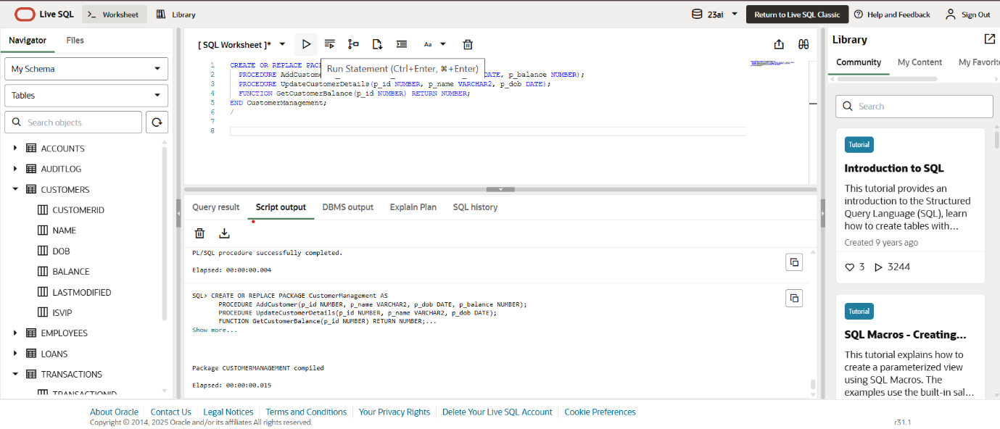 Live SQL
Worksheet
Library
23ai
Return to Live SQL Classic
Help and Feedback
Sign Out
Navigator
Files
My Schema
Tables
Search objects
ACCOUNTS
AUDITLOG
CUSTOMERS
CUSTOMERID
NAME
DOB
BALANCE
LASTMODIFIED
ISVIP
EMPLOYEES
LOANS
TRANSACTIONS
TRANSACTIONID
[ SQL Worksheet ]*
Aa
Run Statement (Ctrl+Enter, ⌘+Enter)
1 CREATE OR REPLACE PAC
2 PROCEDURE AddCustome DATE, p_balance NUMBER);
3 PROCEDURE UpdateCustomerDetails(p_id NUMBER, p_name VARCHAR2, p_dob DATE);
4 FUNCTION GetCustomerBalance(p_id NUMBER) RETURN NUMBER;
5 END CustomerManagement;
6 /
7
8
Query result
Script output
DBMS output
Explain Plan
SQL history
PL/SQL procedure successfully completed.
Elapsed: 00:00:00.004
SQL> CREATE OR REPLACE PACKAGE CustomerManagement AS
PROCEDURE AddCustomer(p_id NUMBER, p_name VARCHAR2, p_dob DATE, p_balance NUMBER);
PROCEDURE UpdateCustomerDetails(p_id NUMBER, p_name VARCHAR2, p_dob DATE);
FUNCTION GetCustomerBalance(p_id NUMBER) RETURN NUMBER;...
Show more...
Package CUSTOMERMANAGEMENT compiled
Elapsed: 00:00:00.015
Library
Community
My Content
My Favorite
Search
Tutorial
Introduction to SQL
This tutorial provides an
introduction to the Structured
Query Language (SQL), learn
how to create tables with...
Created 9 years ago
3
3244
Tutorial
SQL Macros - Creating...
This tutorial explains how to
create a parameterized view
using SQL Macros. The
examples use the built-in sal...
About Oracle
Contact Us
Legal Notices
Terms and Conditions
Your Privacy Rights
Delete Your Live SQL Account
Cookie Preferences
Copyright © 2014, 2025 Oracle and/or its affiliates All rights reserved.
r31.1